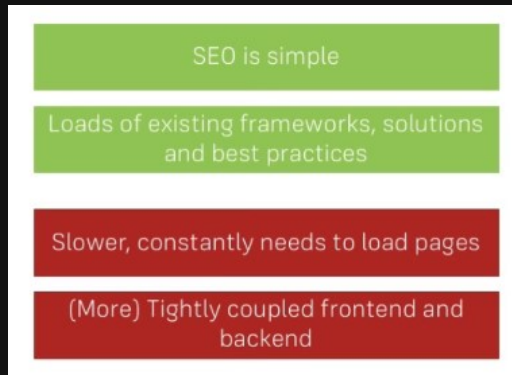 SEO is simple
Loads of existing frameworks, solutions
and best practices
Slower, constantly needs to load pages
(More) Tightly coupled frontend and
backend